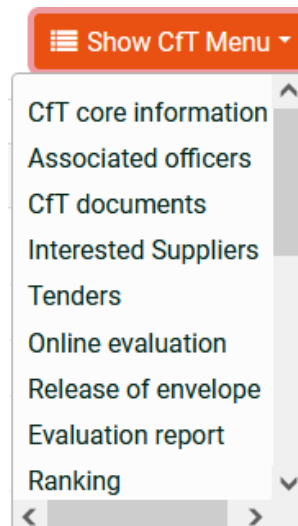 Show CfT Menu
CfT core information
Associated officers
CfT documents
Interested Suppliers
Tenders
Online evaluation
Release of envelope
Evaluation report
Ranking